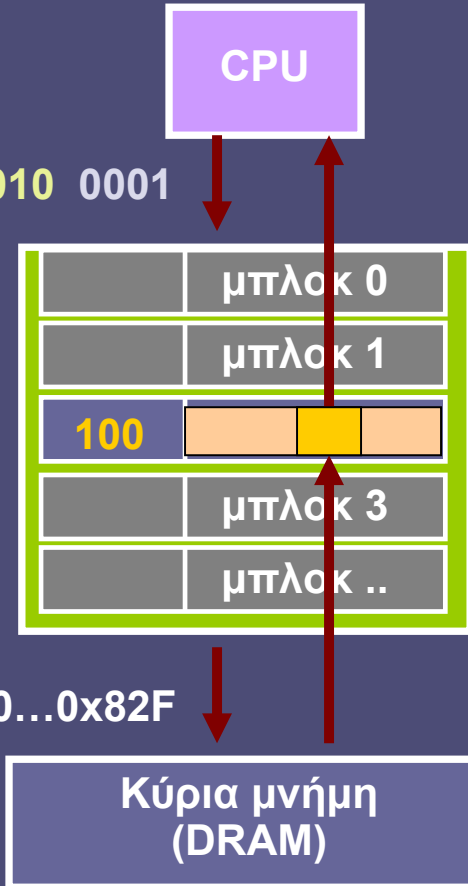 CPU
010 0001
μπλοκ 0
μπλοκ 1
100
μπλοκ 3
μπλοκ ..
0...0x82F
Κύρια μνήμη
(DRAM)